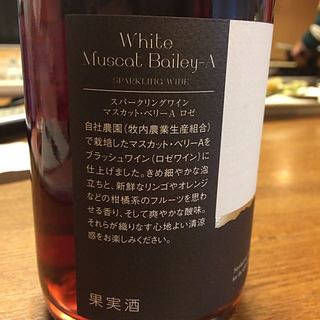 White
Muscat Bailey-A
SPARKLING WINE
スパークリングワイン
マスカット・ベリーA ロゼ
自社農園(牧内農業生産組合)
で栽培したマスカット・ベリーAを
ブラッシュワイン(ロゼワイン)に
仕上げました。きめ細やかな泡
立ちと、新鮮なリンゴやオレンジ
などの柑橘系のフルーツを思わ
せる香り、そして爽やかな酸味。
それらが織りなす心地よい清涼
感をお楽しみください。
果実酒